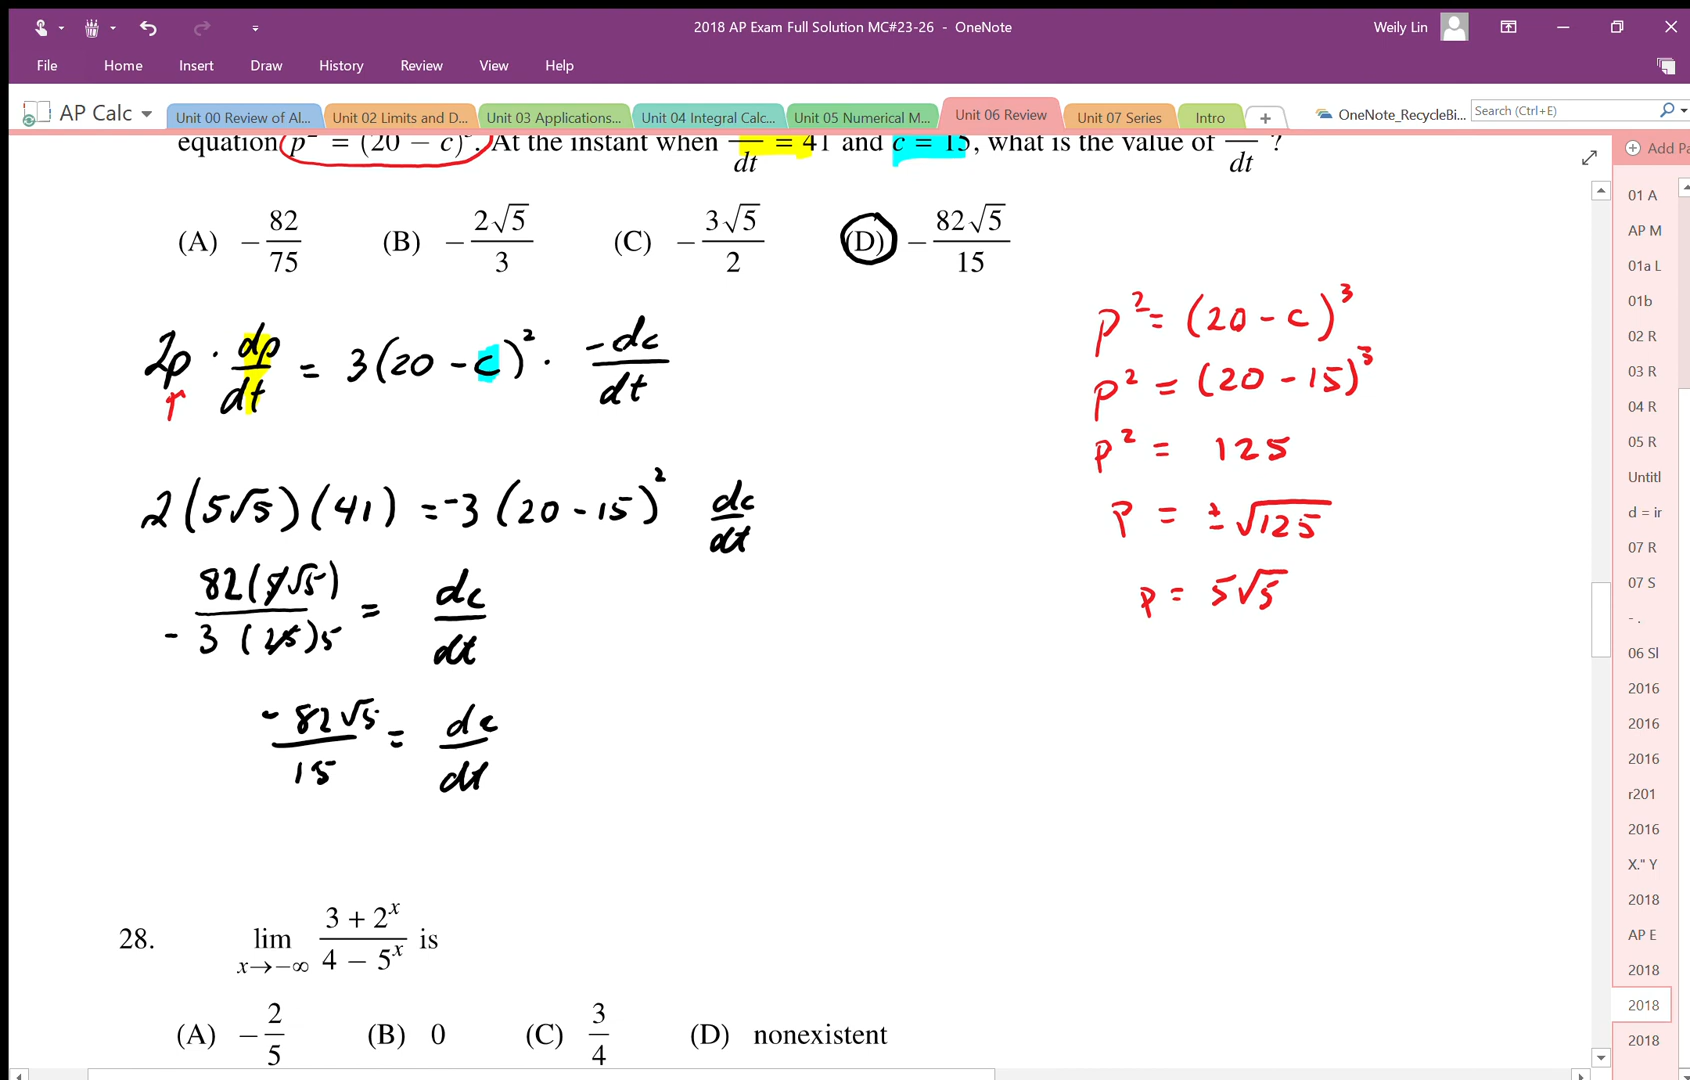 2018 AP Exam Full Solution MC#23-26 - OneNote
Weily Lin
File Home Insert Draw History Review View Help
AP Calc
Unit 00 Review of Al... Unit 02 Limits and D... Unit 03 Applications... Unit 04 Integral Calc... Unit 05 Numerical M... Unit 06 Review Unit 07 Series Intro
OneNote_RecycleBi...
Search (Ctrl+E)
equation p² = (20 − c)³. At the instant when /dt = 41 and c = 15, what is the value of /dt ?
(A) −82/75 (B) −2√5/3 (C) −3√5/2 (D) −82√5/15
2p · dp/dt = 3(20 − c)² · −dc/dt
2(5√5)(41) = −3(20 − 15)² dc/dt
82(5√5)/−3(25)5 = dc/dt
−82√5/15 = dc/dt
p² = (20 − c)³
p² = (20 − 15)³
p² = 125
p = ±√125
p = 5√5
28. lim x→−∞ (3 + 2ˣ)/(4 − 5ˣ) is
(A) −2/5 (B) 0 (C) 3/4 (D) nonexistent
Add Pa
01 A
AP M
01a L
01b
02 R
03 R
04 R
05 R
Untitl
d = ir
07 R
07 S
- .
06 Sl
2016
2016
2016
r201
2016
X." Y
2018
AP E
2018
2018
2018